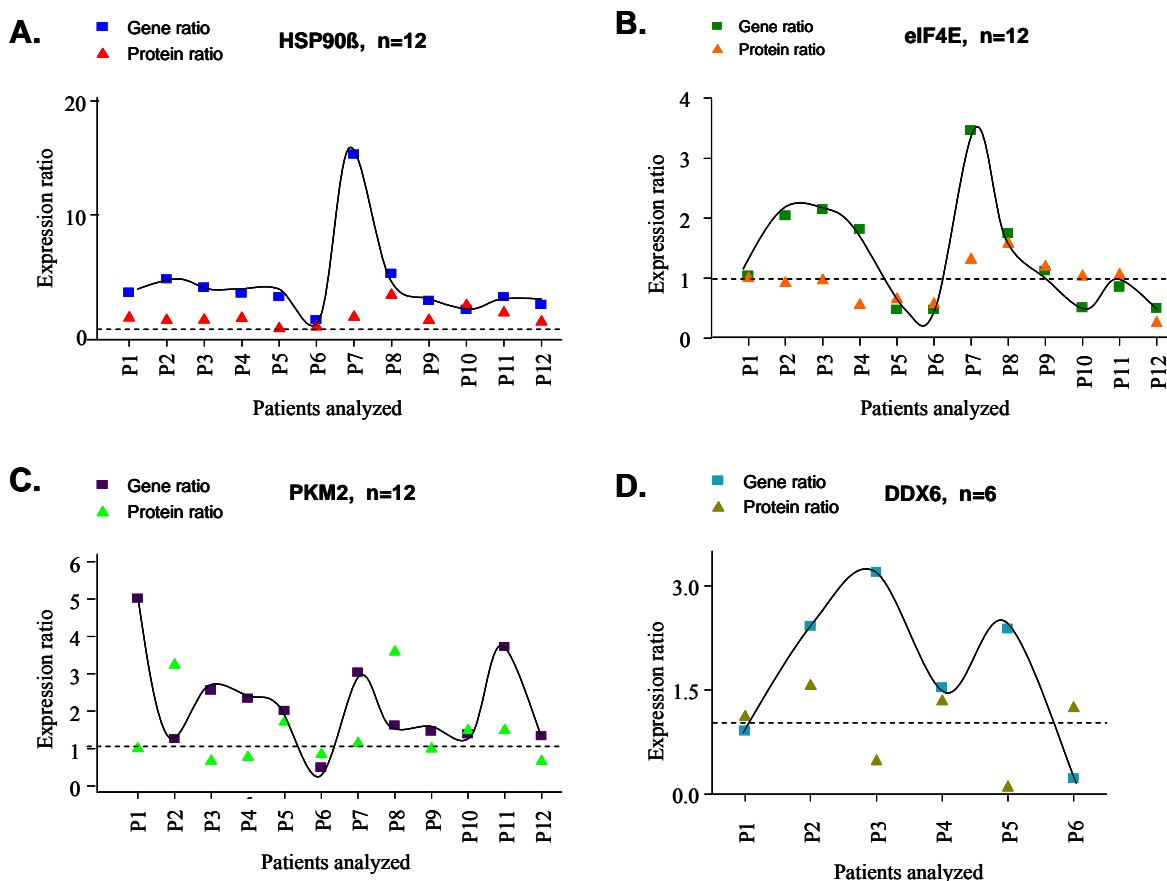 A.
Gene ratio
Protein ratio
HSP90ß, n=12
20
10
0
Expression ratio
P1 P2 P3 P4 P5 P6 P7 P8 P9 P10 P11 P12
Patients analyzed
B.
Gene ratio
Protein ratio
eIF4E, n=12
4
3
2
1
0
Expression ratio
P1 P2 P3 P4 P5 P6 P7 P8 P9 P10 P11 P12
Patients analyzed
C.
Gene ratio
Protein ratio
PKM2, n=12
6
5
4
3
2
1
0
Expression ratio
P1 P2 P3 P4 P5 P6 P7 P8 P9 P10 P11 P12
Patients analyzed
D.
Gene ratio
Protein ratio
DDX6, n=6
3.0
1.5
0.0
Expression ratio
P1 P2 P3 P4 P5 P6
Patients analyzed